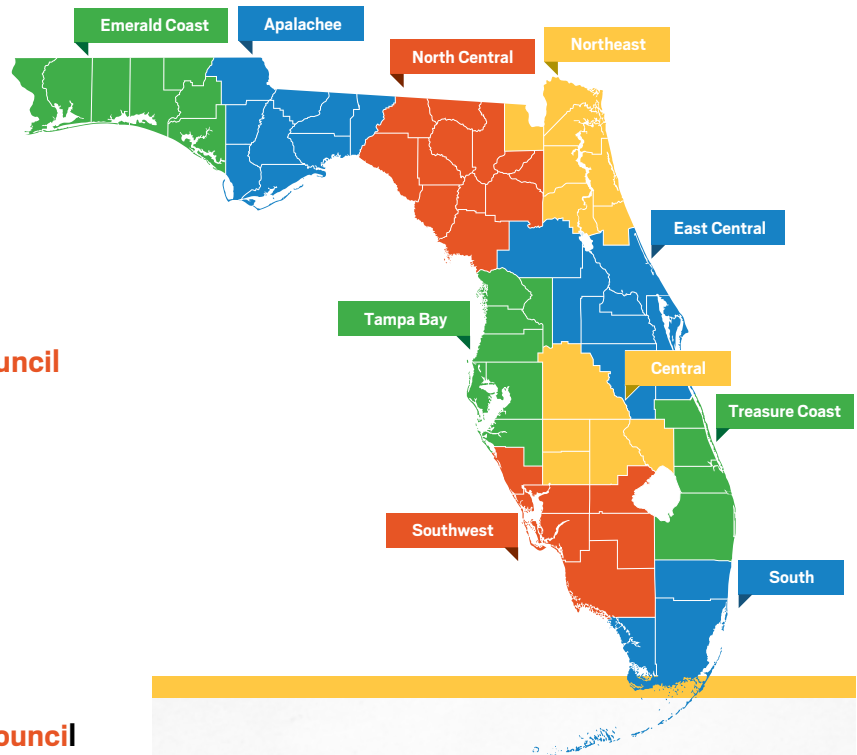 Emerald Coast
Apalachee
North Central
Northeast
East Central
Tampa Bay
uncil
Central
Treasure Coast
Southwest
South
ouncil